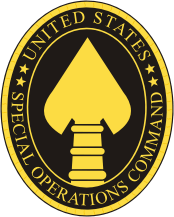 UNITED STATES
SPECIAL OPERATIONS COMMAND